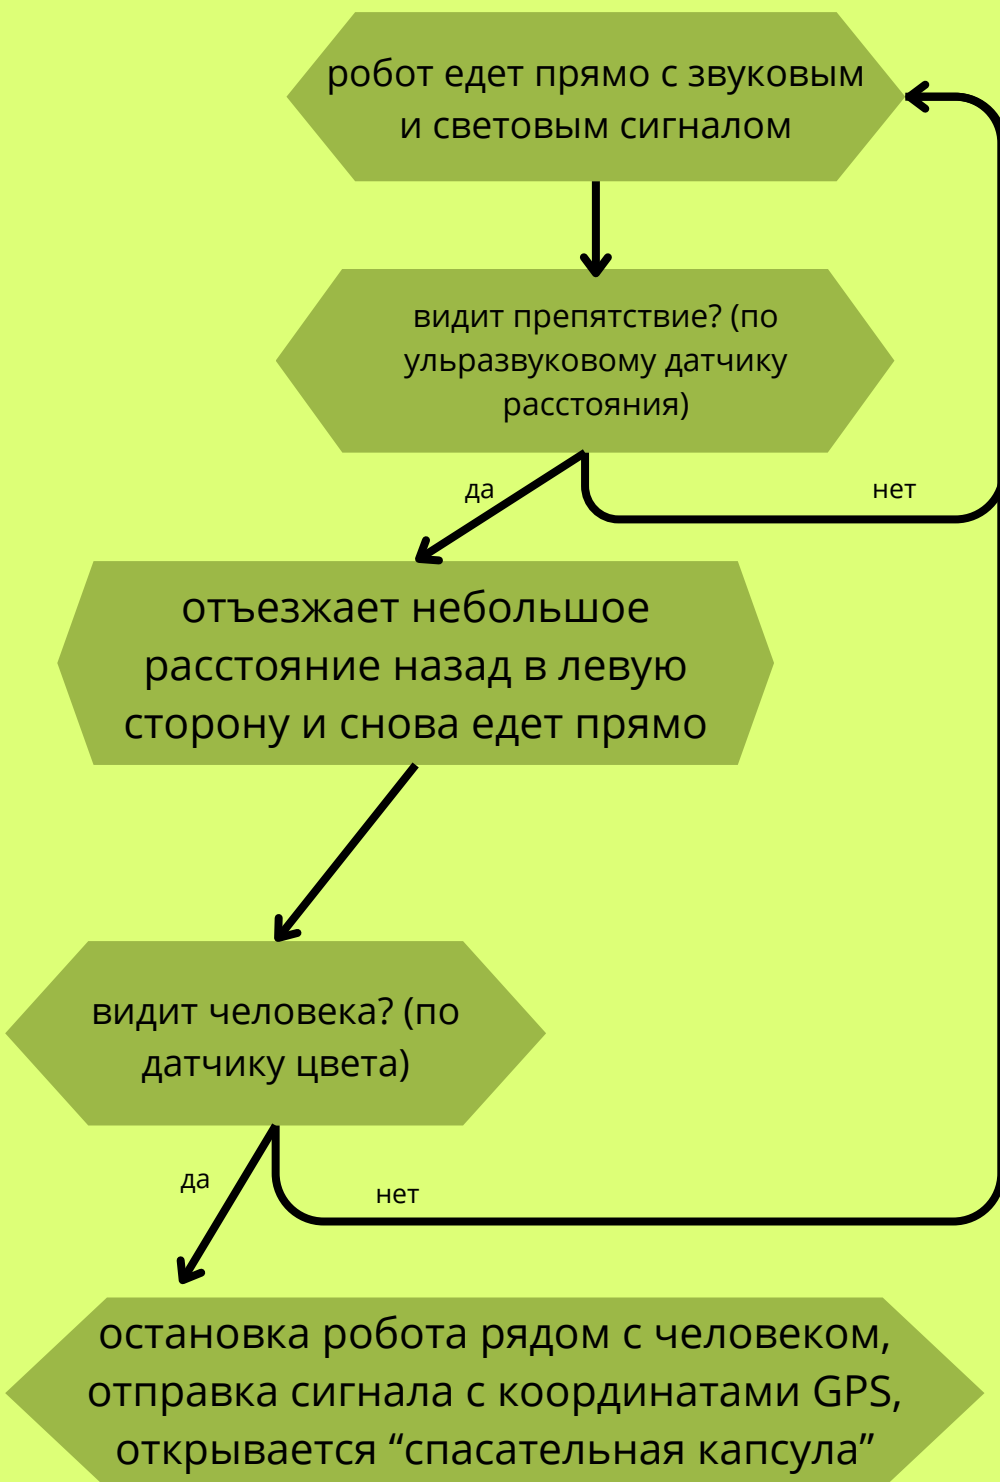 робот едет прямо с звуковым
и световым сигналом
видит препятствие? (по
ульразвуковому датчику
расстояния)
да
нет
отъезжает небольшое
расстояние назад в левую
сторону и снова едет прямо
видит человека? (по
датчику цвета)
да
нет
остановка робота рядом с человеком,
отправка сигнала с координатами GPS,
открывается “спасательная капсула”